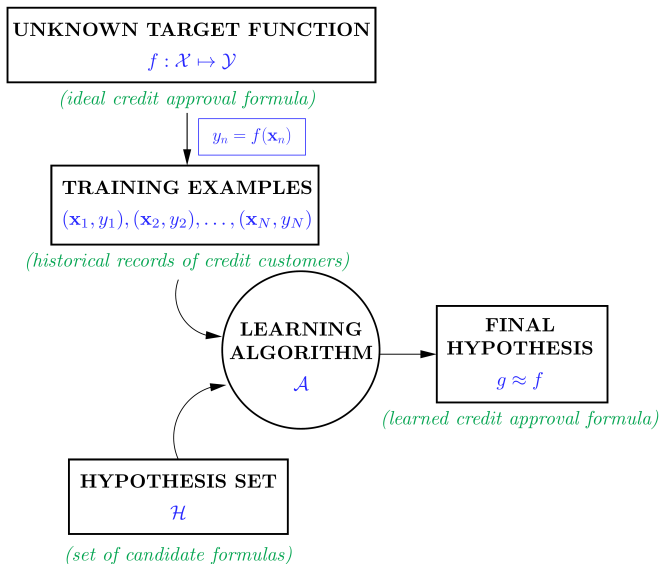 UNKNOWN TARGET FUNCTION
f : 𝒳 ↦ 𝒴
(ideal credit approval formula)
yₙ = f(𝐱ₙ)
TRAINING EXAMPLES
(𝐱₁, y₁), (𝐱₂, y₂), . . . , (𝐱_N, y_N)
(historical records of credit customers)
LEARNING
ALGORITHM
𝒜
FINAL
HYPOTHESIS
g ≈ f
(learned credit approval formula)
HYPOTHESIS SET
ℋ
(set of candidate formulas)